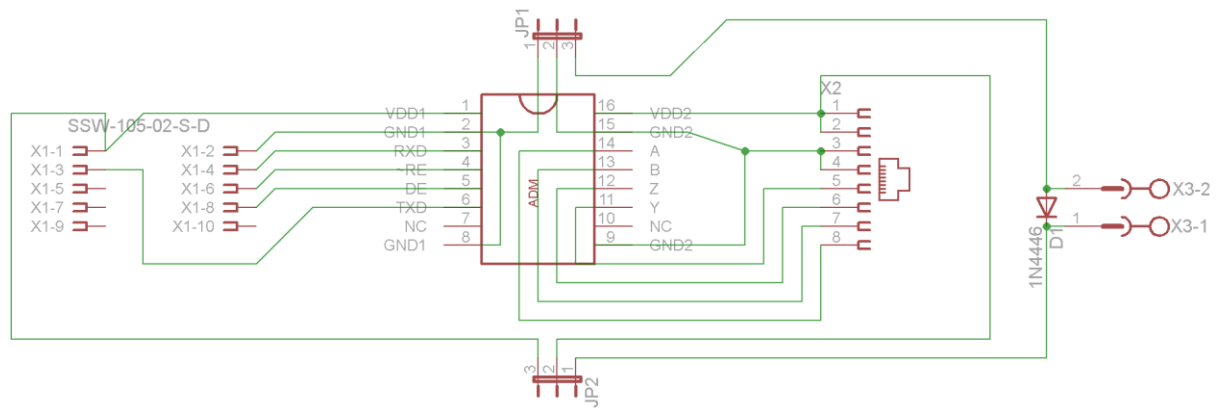 JP1
1
2
3
X2
SSW-105-02-S-D
X1-1
X1-3
X1-5
X1-7
X1-9
X1-2
X1-4
X1-6
X1-8
X1-10
VDD1 1
GND1 2
RXD 3
~RE 4
DE 5
TXD 6
NC 7
GND1 8
ADM
16 VDD2
15 GND2
14 A
13 B
12 Z
11 Y
10 NC
9 GND2
1
2
3
4
5
6
7
8
2 X3-2
1 X3-1
1N4446
D1
3
2
1
JP2